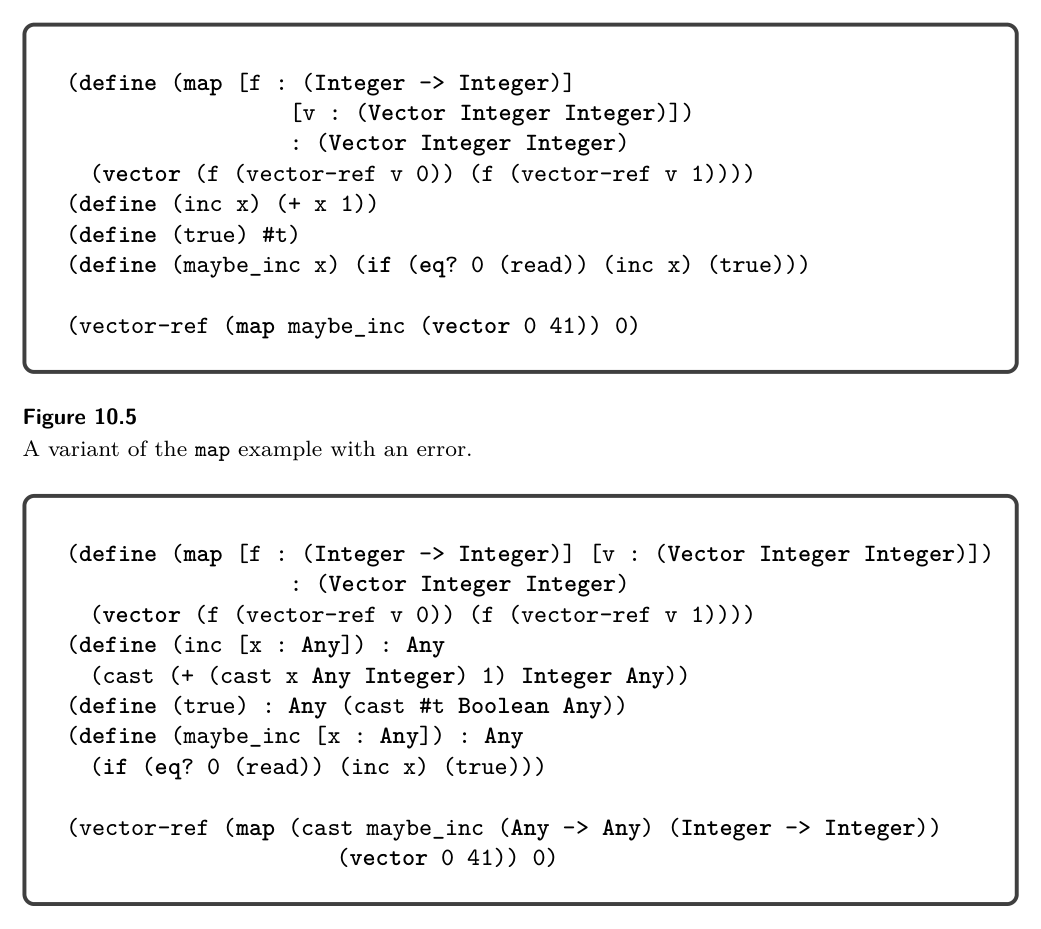 (define (map [f : (Integer -> Integer)]
[v : (Vector Integer Integer)])
: (Vector Integer Integer)
(vector (f (vector-ref v 0)) (f (vector-ref v 1))))
(define (inc x) (+ x 1))
(define (true) #t)
(define (maybe_inc x) (if (eq? 0 (read)) (inc x) (true)))
(vector-ref (map maybe_inc (vector 0 41)) 0)
Figure 10.5
A variant of the map example with an error.
(define (map [f : (Integer -> Integer)] [v : (Vector Integer Integer)])
: (Vector Integer Integer)
(vector (f (vector-ref v 0)) (f (vector-ref v 1))))
(define (inc [x : Any]) : Any
(cast (+ (cast x Any Integer) 1) Integer Any))
(define (true) : Any (cast #t Boolean Any))
(define (maybe_inc [x : Any]) : Any
(if (eq? 0 (read)) (inc x) (true)))
(vector-ref (map (cast maybe_inc (Any -> Any) (Integer -> Integer))
(vector 0 41)) 0)